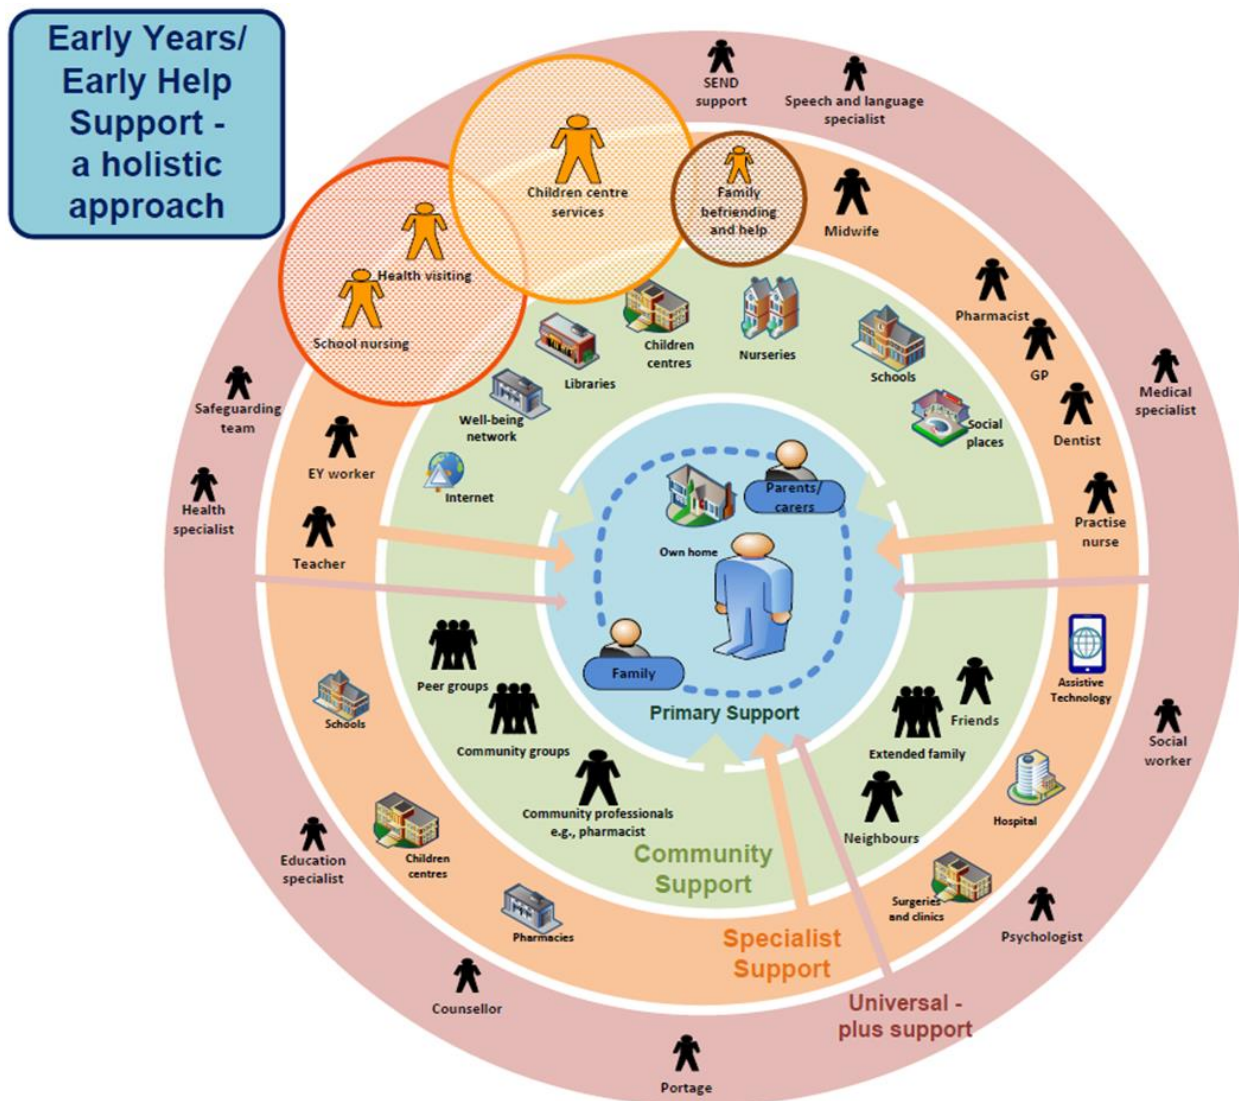 Early Years/
Early Help
Support -
a holistic
approach
SEND
support
Speech and language
specialist
Children centre
services
Family
befriending
and help
Midwife
Health visiting
School nursing
Pharmacist
GP
Dentist
Practise
nurse
Medical
specialist
Safeguarding
team
Health
specialist
EY worker
Teacher
Children
centres
Nurseries
Schools
Social
places
Libraries
Well-being
network
Internet
Parents/
carers
Own home
Family
Primary Support
Peer groups
Community groups
Community professionals
e.g., pharmacist
Friends
Extended family
Neighbours
Community
Support
Assistive
Technology
Hospital
Surgeries
and clinics
Schools
Children
centres
Pharmacies
Specialist
Support
Social
worker
Psychologist
Education
specialist
Counsellor
Portage
Universal -
plus support